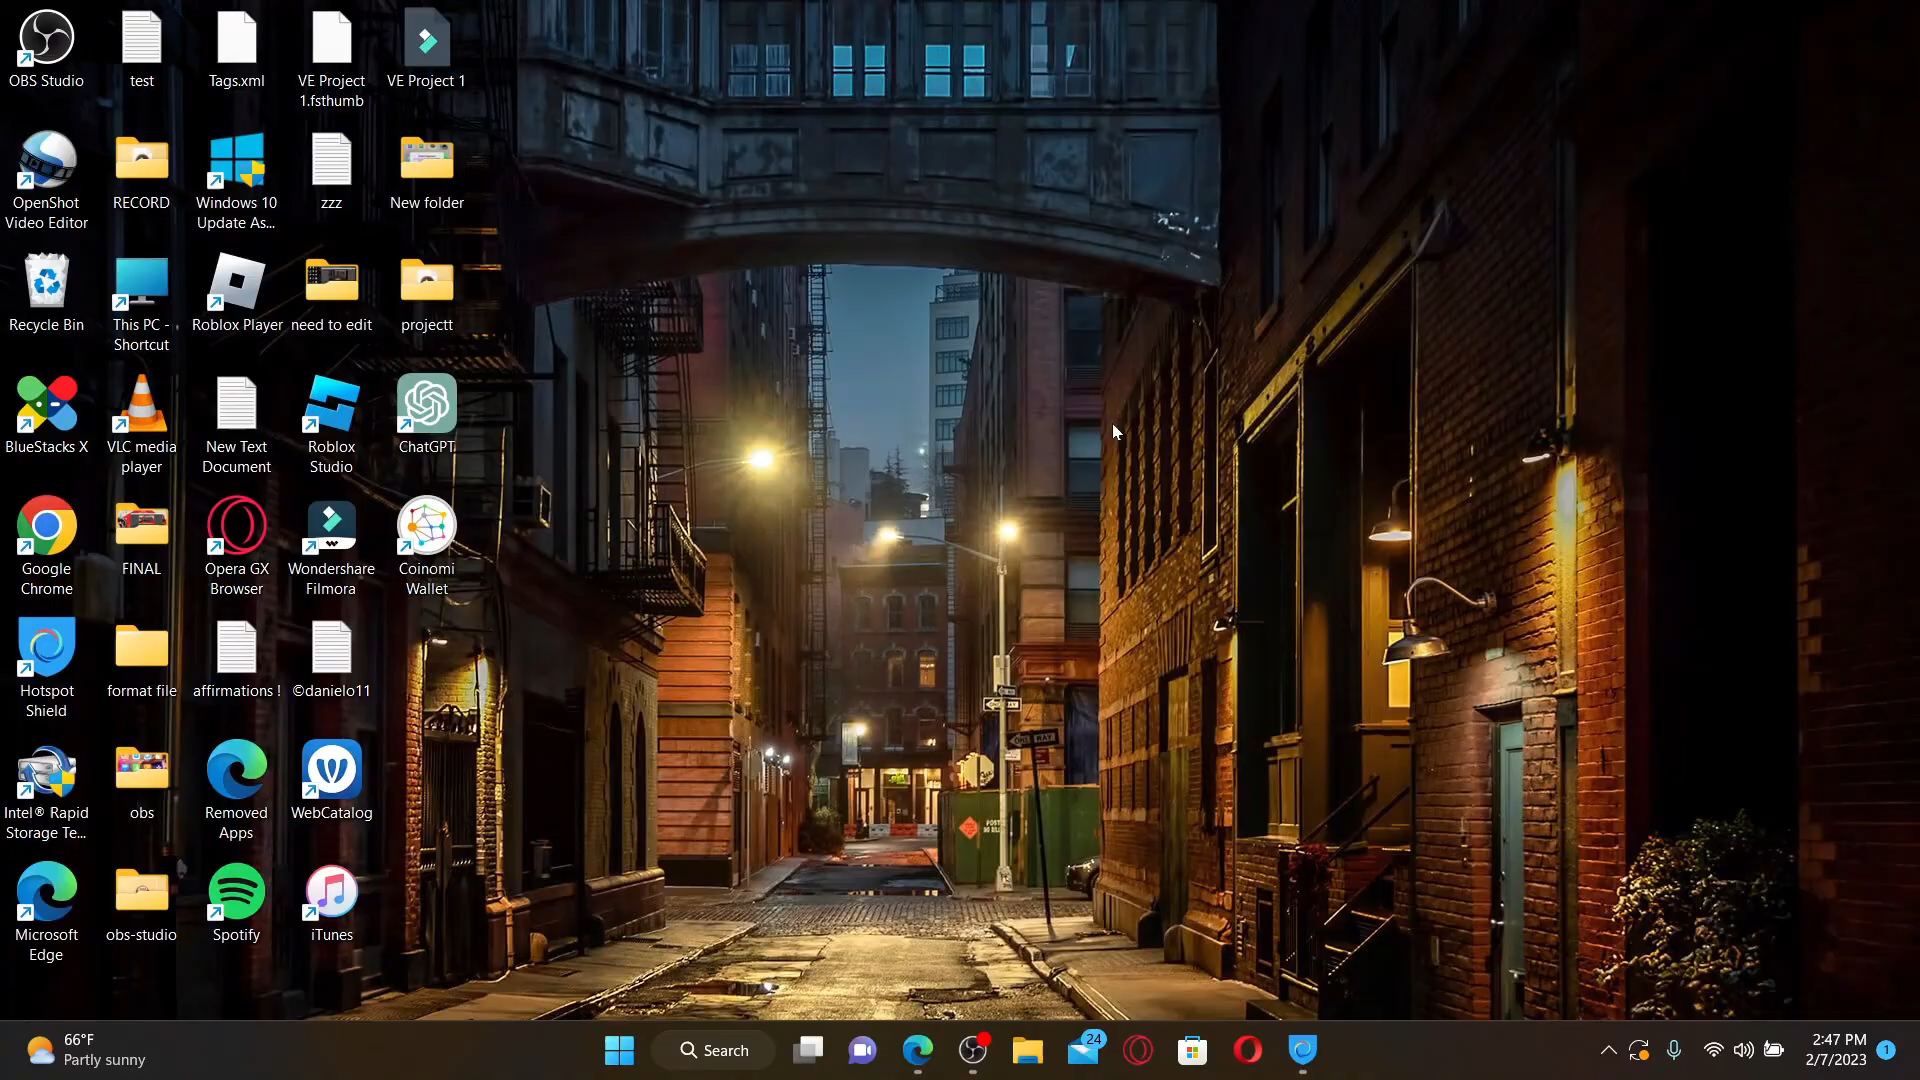 OBS Studio
test
Tags.xml
VE Project
1.fsthumb
VE Project 1
OpenShot
Video Editor
RECORD
Windows 10
Update As...
zzz
New folder
Recycle Bin
This PC -
Shortcut
Roblox Player
need to edit
projectt
BlueStacks X
VLC media
player
New Text
Document
Roblox
Studio
ChatGPT
Google
Chrome
FINAL
Opera GX
Browser
Wondershare
Filmora
Coinomi
Wallet
Hotspot
Shield
format file
affirmations !
©danielo11
Intel® Rapid
Storage Te...
obs
Removed
Apps
WebCatalog
Microsoft
Edge
obs-studio
Spotify
iTunes
ONE WAY
66°F
Partly sunny
Search
24
2:47 PM
2/7/2023
1